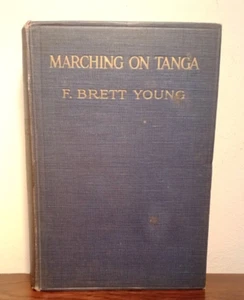 MARCHING ON TANGA
F. BRETT YOUNG